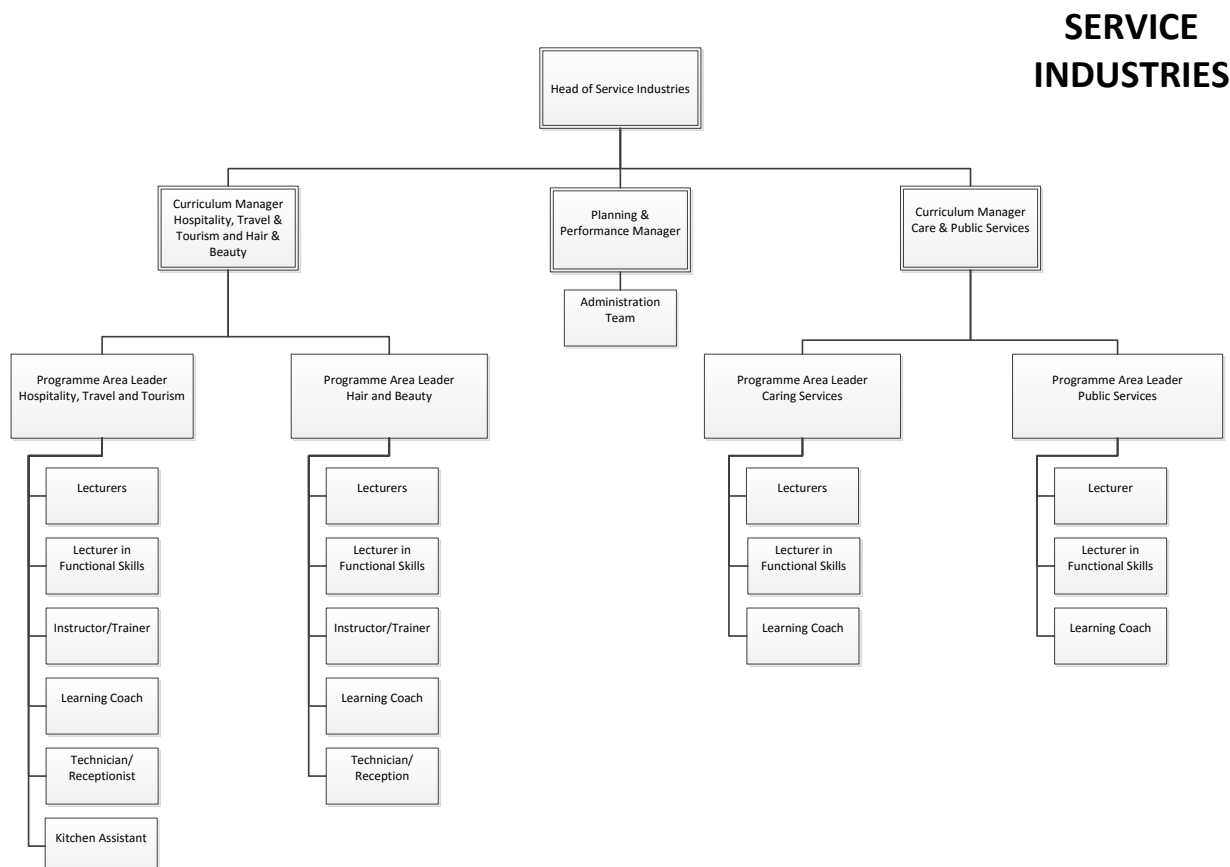 SERVICE
INDUSTRIES
Head of Service Industries
Curriculum Manager
Hospitality, Travel &
Tourism and Hair &
Beauty
Planning &
Performance Manager
Curriculum Manager
Care & Public Services
Administration
Team
Programme Area Leader
Hospitality, Travel and Tourism
Programme Area Leader
Hair and Beauty
Programme Area Leader
Caring Services
Programme Area Leader
Public Services
Lecturers
Lecturer in
Functional Skills
Instructor/Trainer
Learning Coach
Technician/
Receptionist
Kitchen Assistant
Lecturers
Lecturer in
Functional Skills
Instructor/Trainer
Learning Coach
Technician/
Reception
Lecturers
Lecturer in
Functional Skills
Learning Coach
Lecturer
Lecturer in
Functional Skills
Learning Coach